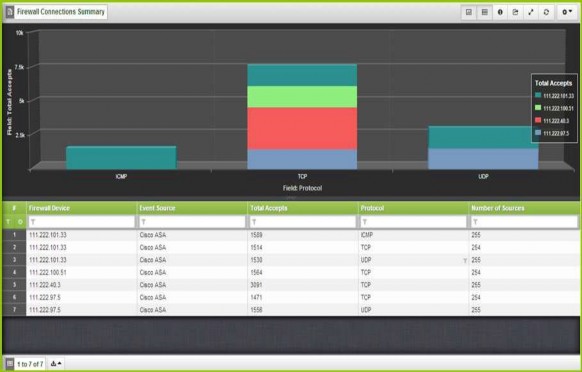 Firewall Connections Summary
10k
7.5k
5k
2.5k
Field: Total Accepts
ICMP
TCP
UDP
Field: Protocol
Total Accepts
111.222.101.33
111.222.100.51
111.222.40.3
111.222.97.5
# Firewall Device Event Source Total Accepts Protocol Number of Sources
1 111.222.101.33 Cisco ASA 1589 ICMP 255
2 111.222.101.33 Cisco ASA 1514 TCP 254
3 111.222.101.33 Cisco ASA 1530 UDP 255
4 111.222.100.51 Cisco ASA 1564 TCP 254
5 111.222.40.3 Cisco ASA 3091 TCP 255
6 111.222.97.5 Cisco ASA 1471 TCP 254
7 111.222.97.5 Cisco ASA 1558 UDP 255
1 to 7 of 7